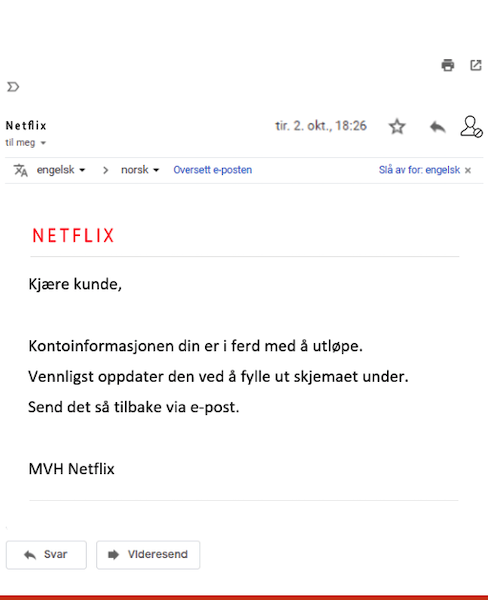 Netflix
tir. 2. okt., 18:26
til meg
engelsk
norsk
Oversett e-posten
Slå av for: engelsk ×
NETFLIX
Kjære kunde,
Kontoinformasjonen din er i ferd med å utløpe.
Vennligst oppdater den ved å fylle ut skjemaet under.
Send det så tilbake via e-post.
MVH Netflix
Svar
Videresend